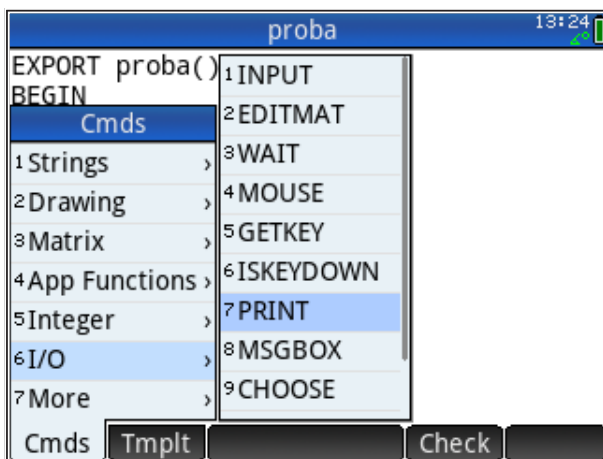 proba 13:24
EXPORT proba()
BEGIN
Cmds
1 Strings ›
2 Drawing ›
3 Matrix ›
4 App Functions ›
5 Integer ›
6 I/O ›
7 More ›
1 INPUT
2 EDITMAT
3 WAIT
4 MOUSE
5 GETKEY
6 ISKEYDOWN
7 PRINT
8 MSGBOX
9 CHOOSE
Cmds Tmplt Check